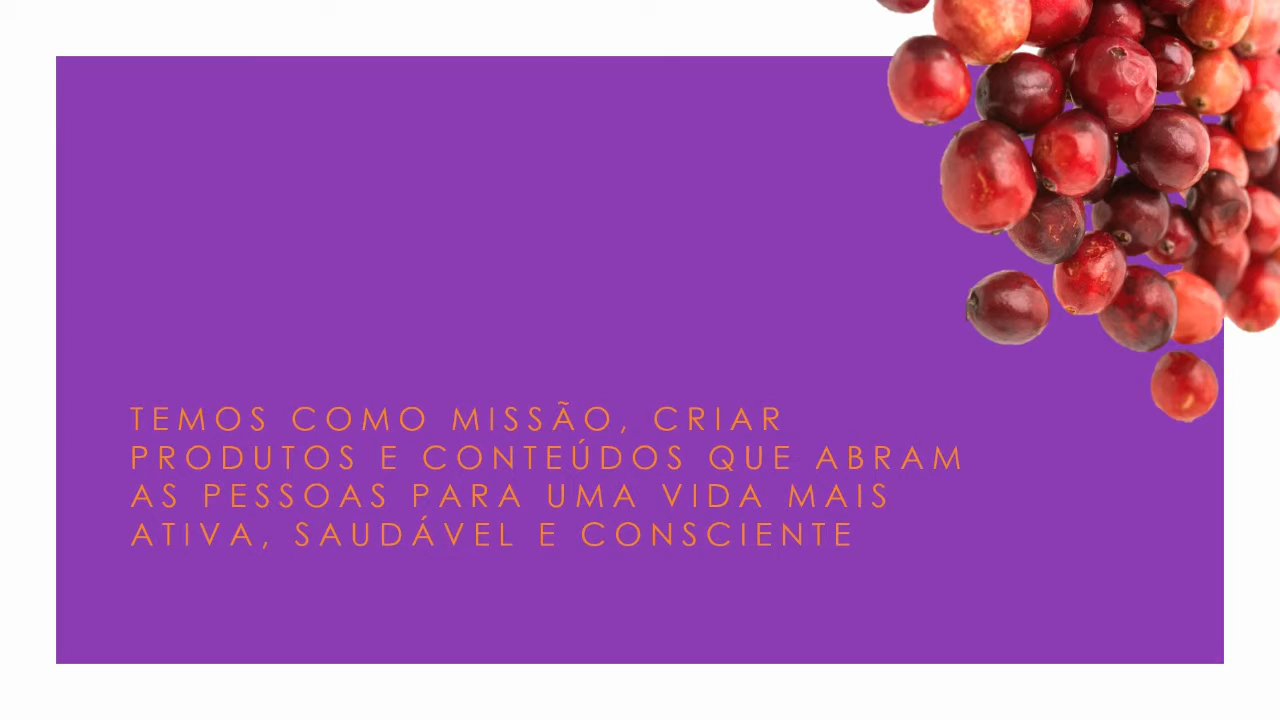 TEMOS COMO MISSÃO, CRIAR
PRODUTOS E CONTEÚDOS QUE ABRAM
AS PESSOAS PARA UMA VIDA MAIS
ATIVA, SAUDÁVEL E CONSCIENTE